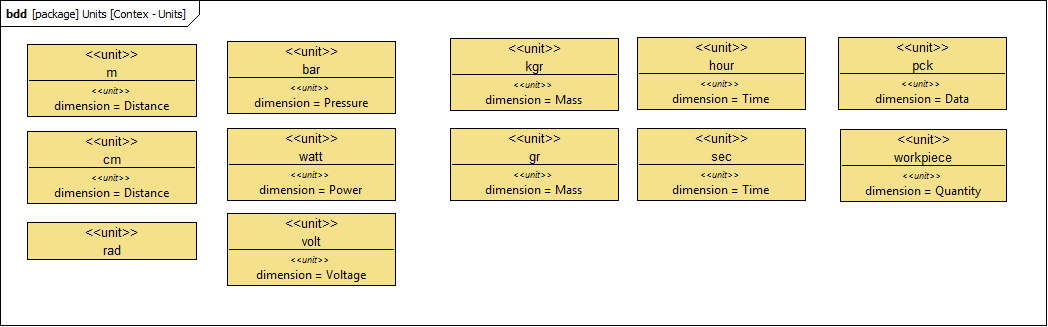 bdd [package] Units [Contex - Units]
<<unit>>
m
<<unit>>
dimension = Distance
<<unit>>
bar
<<unit>>
dimension = Pressure
<<unit>>
kgr
<<unit>>
dimension = Mass
<<unit>>
hour
<<unit>>
dimension = Time
<<unit>>
pck
<<unit>>
dimension = Data
<<unit>>
cm
<<unit>>
dimension = Distance
<<unit>>
watt
<<unit>>
dimension = Power
<<unit>>
gr
<<unit>>
dimension = Mass
<<unit>>
sec
<<unit>>
dimension = Time
<<unit>>
workpiece
<<unit>>
dimension = Quantity
<<unit>>
rad
<<unit>>
volt
<<unit>>
dimension = Voltage